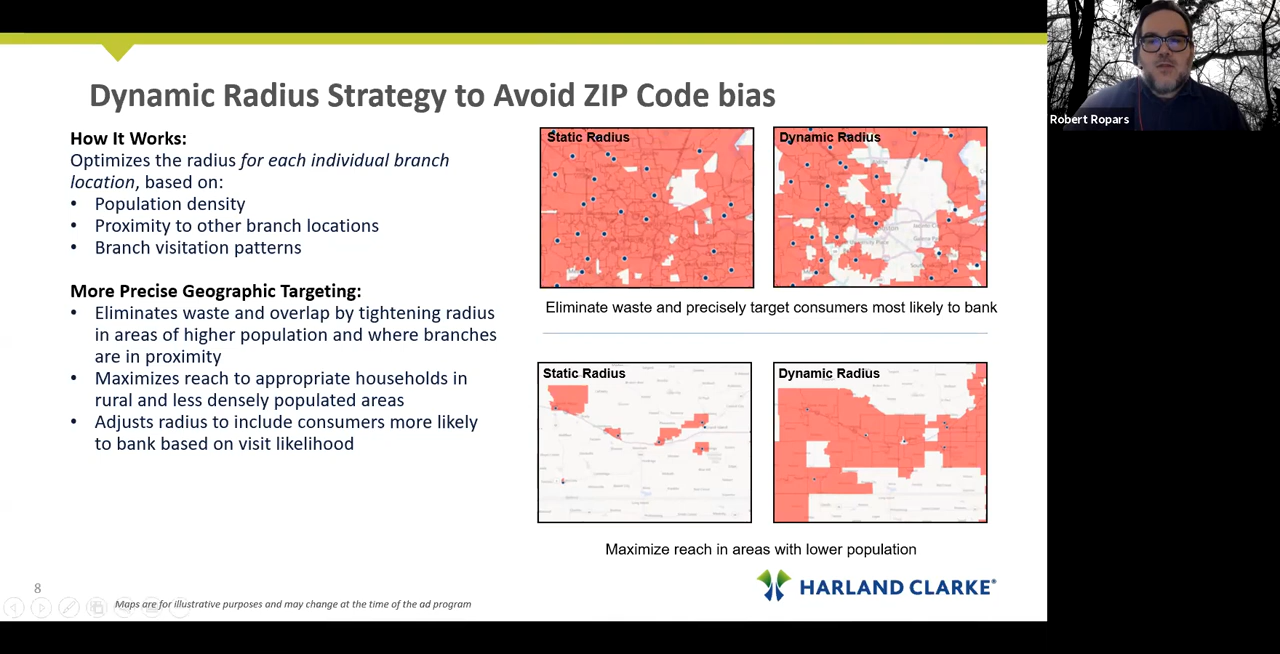 Dynamic Radius Strategy to Avoid ZIP Code bias
How It Works:
Optimizes the radius for each individual branch
location, based on:
• Population density
• Proximity to other branch locations
• Branch visitation patterns
More Precise Geographic Targeting:
• Eliminates waste and overlap by tightening radius
in areas of higher population and where branches
are in proximity
• Maximizes reach to appropriate households in
rural and less densely populated areas
• Adjusts radius to include consumers more likely
to bank based on visit likelihood
Static Radius
Dynamic Radius
Eliminate waste and precisely target consumers most likely to bank
Static Radius
Dynamic Radius
Maximize reach in areas with lower population
8
Maps are for illustrative purposes and may change at the time of the ad program
HARLAND CLARKE®
Robert Ropars